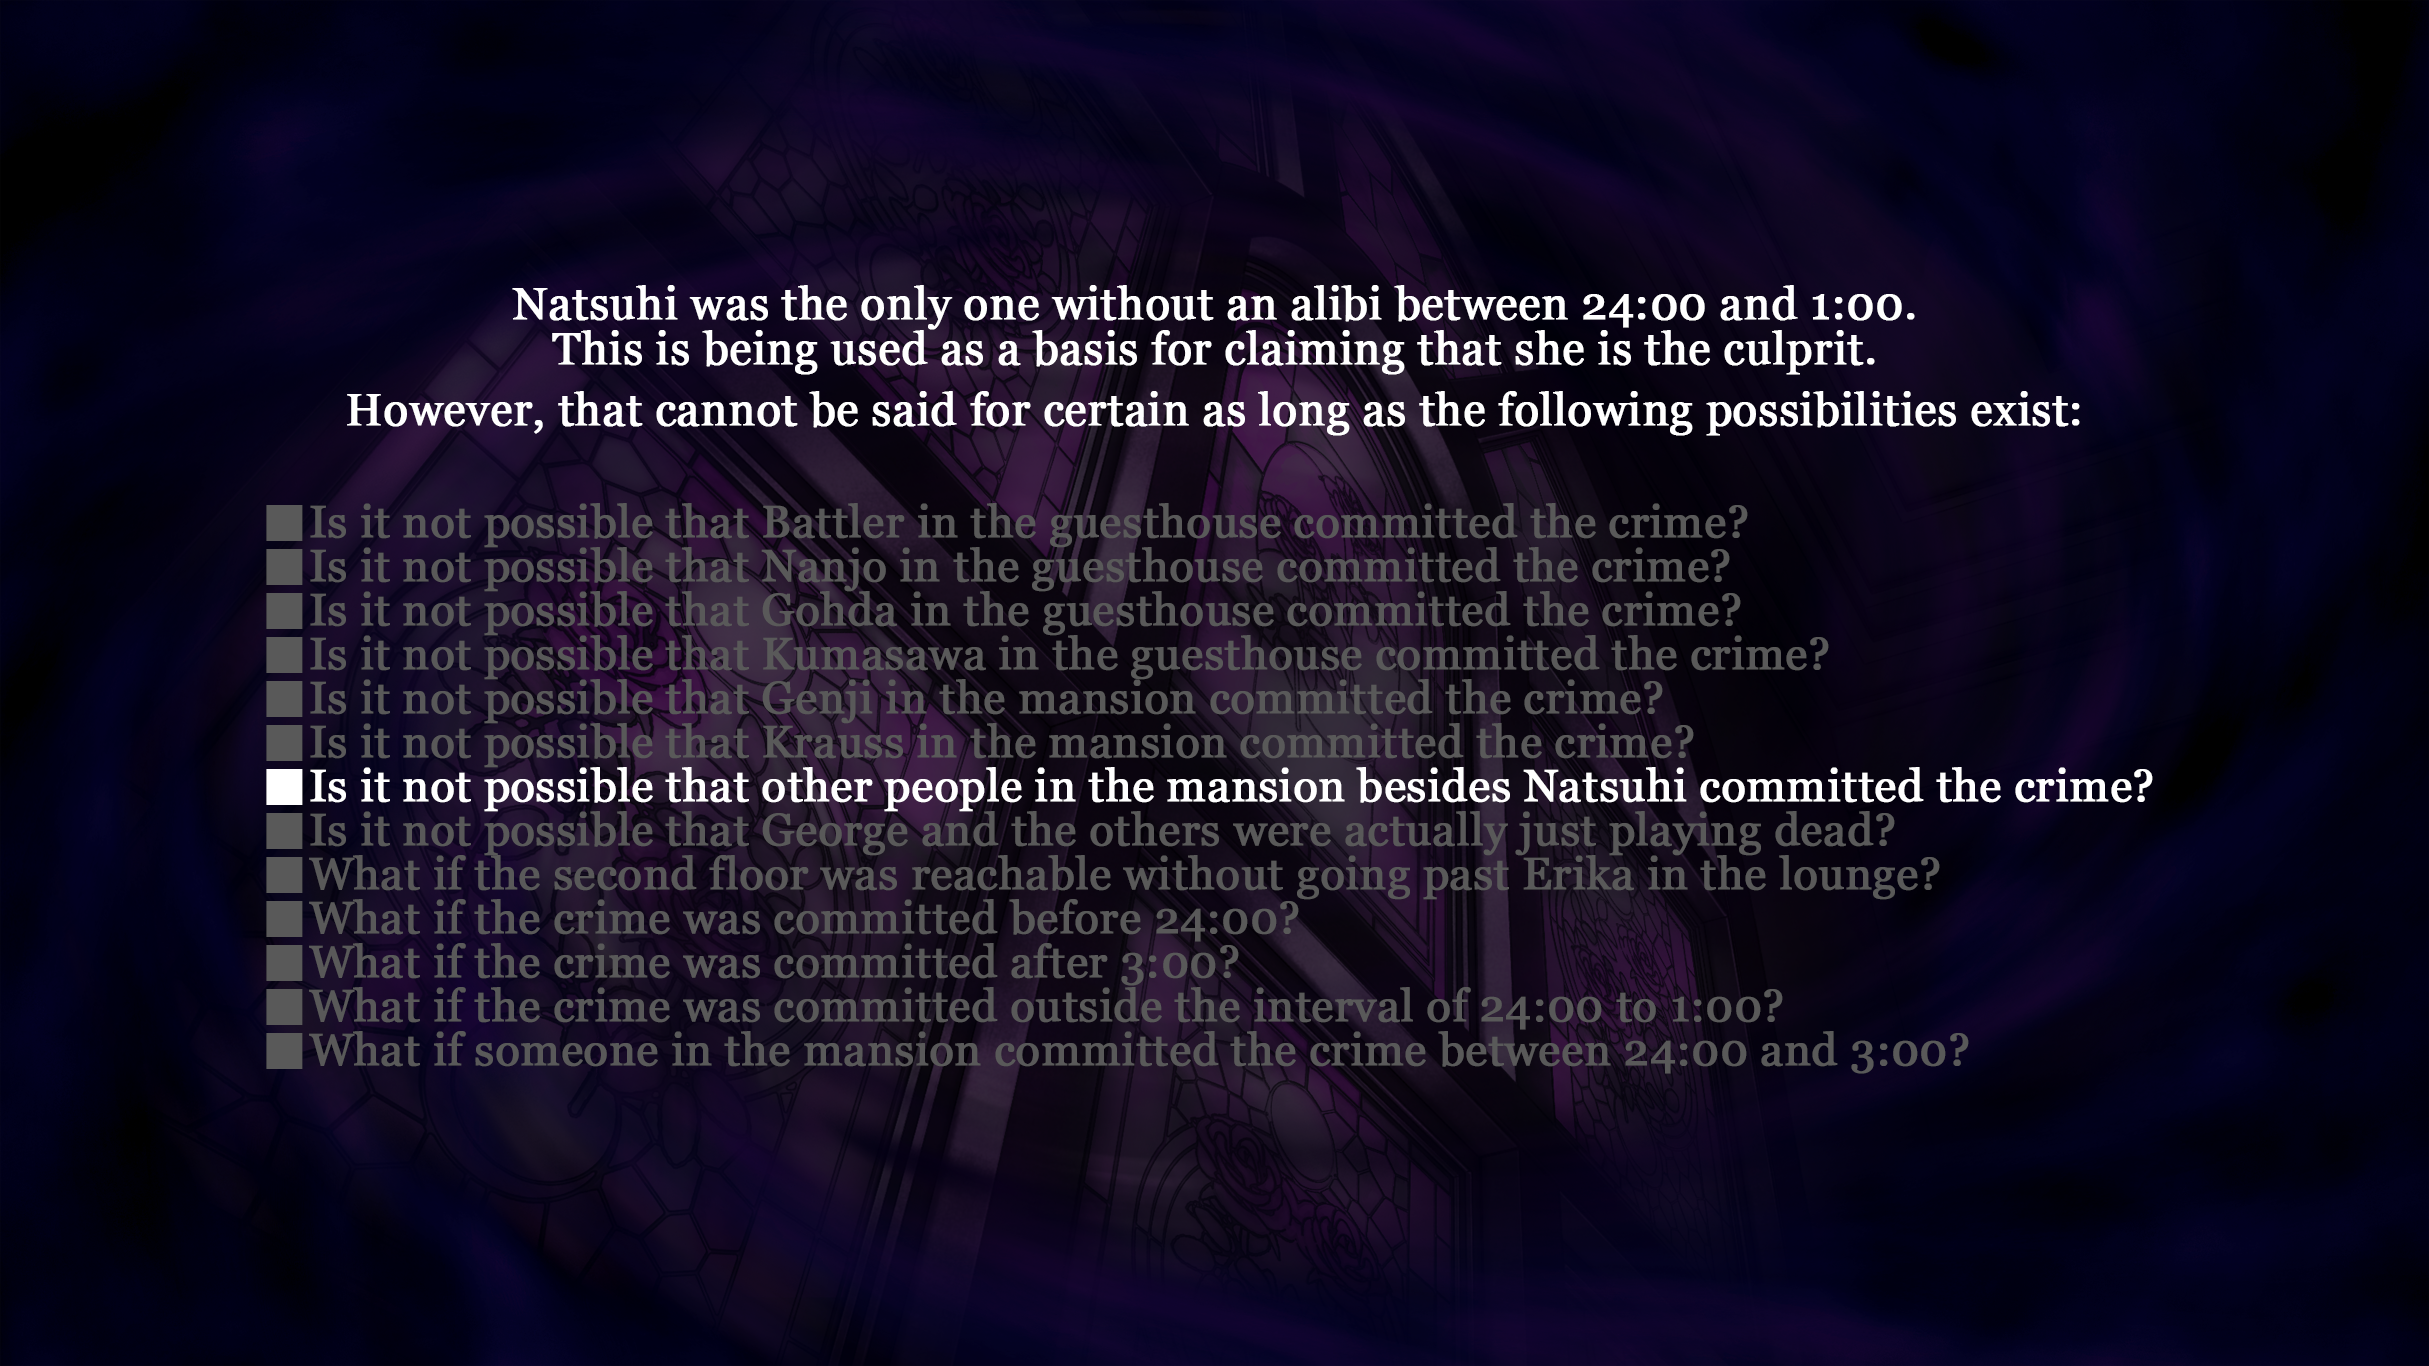 Natsuhi was the only one without an alibi between 24:00 and 1:00.
This is being used as a basis for claiming that she is the culprit.
However, that cannot be said for certain as long as the following possibilities exist:
■Is it not possible that Battler in the guesthouse committed the crime?
■Is it not possible that Nanjo in the guesthouse committed the crime?
■Is it not possible that Gohda in the guesthouse committed the crime?
■Is it not possible that Kumasawa in the guesthouse committed the crime?
■Is it not possible that Genji in the mansion committed the crime?
■Is it not possible that Krauss in the mansion committed the crime?
■Is it not possible that other people in the mansion besides Natsuhi committed the crime?
■Is it not possible that George and the others were actually just playing dead?
■What if the second floor was reachable without going past Erika in the lounge?
■What if the crime was committed before 24:00?
■What if the crime was committed after 3:00?
■What if the crime was committed outside the interval of 24:00 to 1:00?
■What if someone in the mansion committed the crime between 24:00 and 3:00?